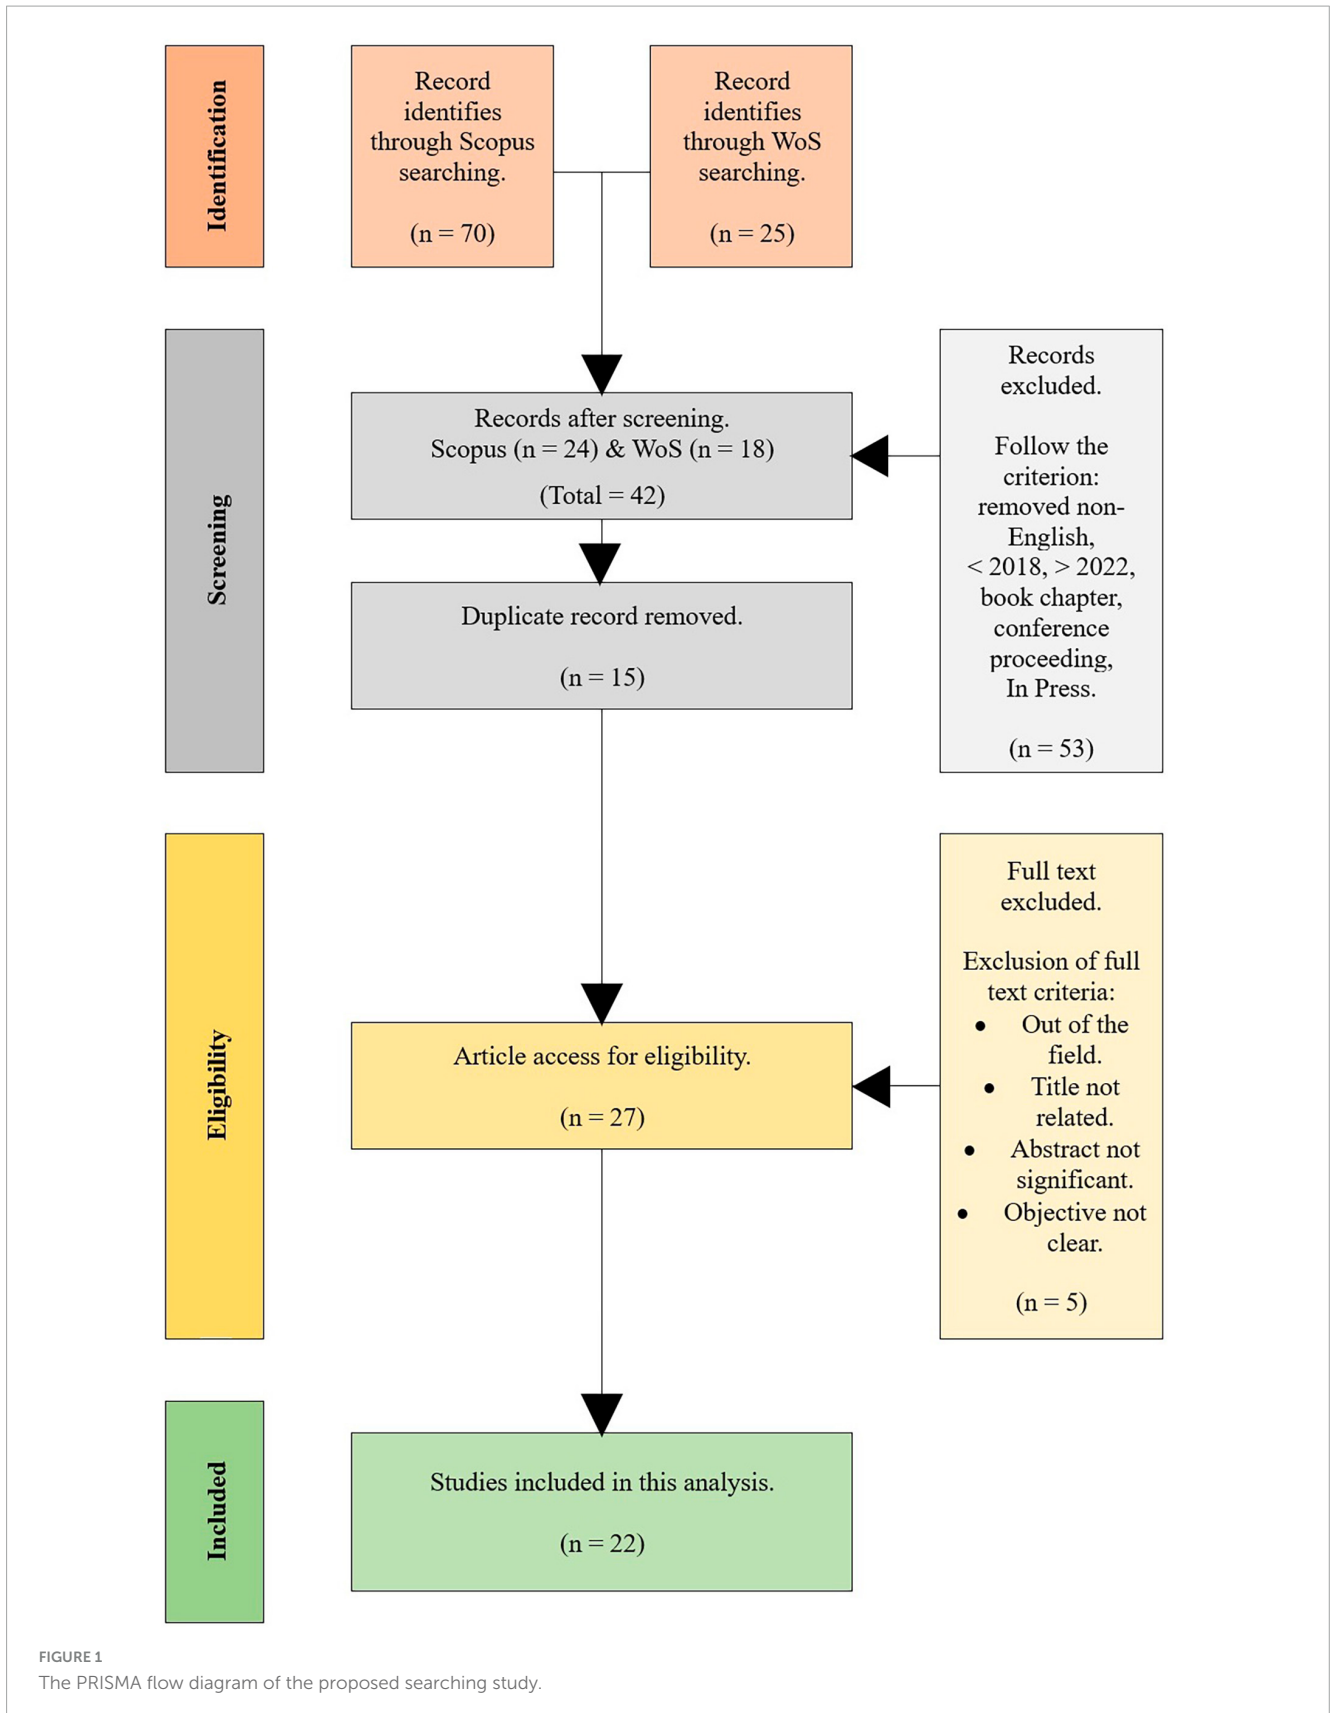 Identification
Record
identifies
through Scopus
searching.
(n = 70)
Record
identifies
through WoS
searching.
(n = 25)
Screening
Records after screening.
Scopus (n = 24) & WoS (n = 18)
(Total = 42)
Records
excluded.
Follow the
criterion:
removed non-
English,
< 2018, > 2022,
book chapter,
conference
proceeding,
In Press.
(n = 53)
Duplicate record removed.
(n = 15)
Eligibility
Article access for eligibility.
(n = 27)
Full text
excluded.
Exclusion of full
text criteria:
• Out of the
field.
• Title not
related.
• Abstract not
significant.
• Objective not
clear.
(n = 5)
Included
Studies included in this analysis.
(n = 22)
FIGURE 1
The PRISMA flow diagram of the proposed searching study.